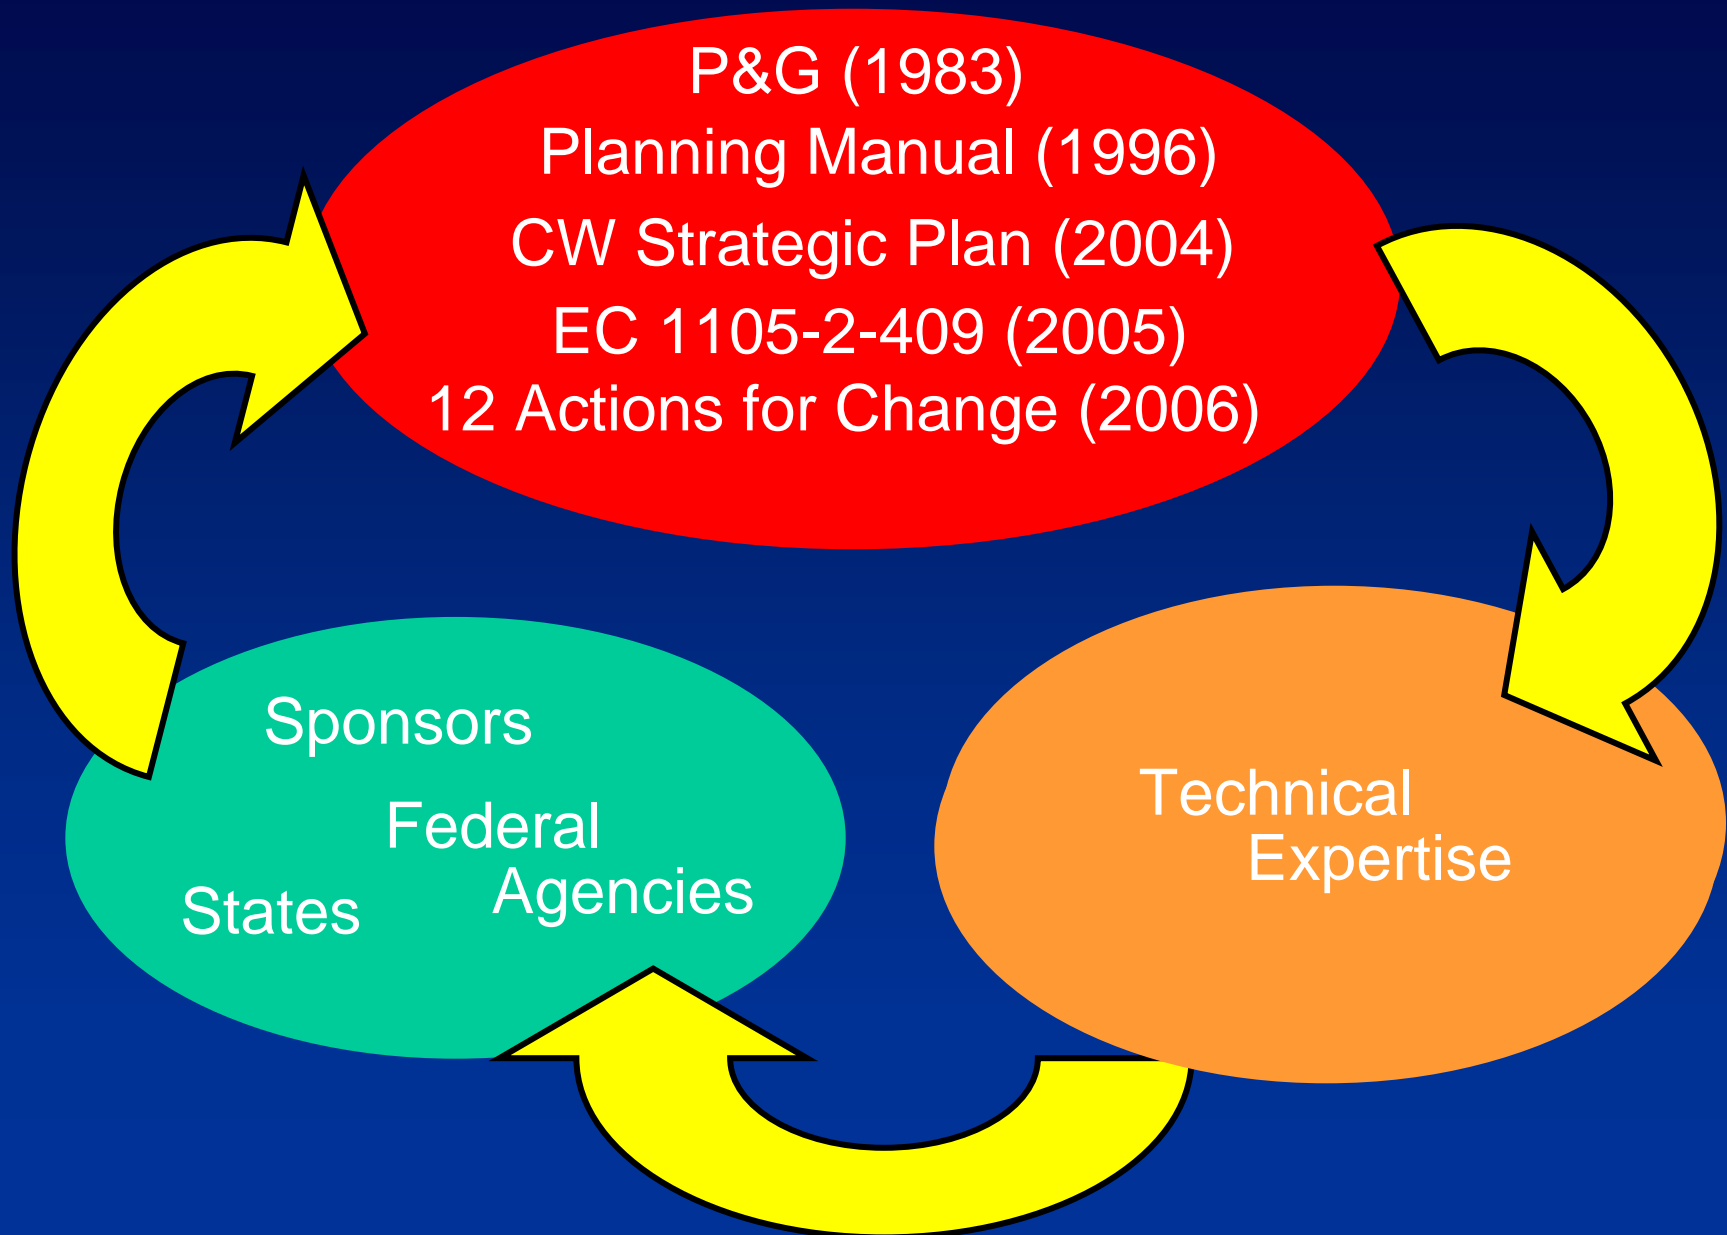 P&G (1983)
Planning Manual (1996)
CW Strategic Plan (2004)
EC 1105-2-409 (2005)
12 Actions for Change (2006)
Sponsors
Federal
Agencies
States
Technical
Expertise